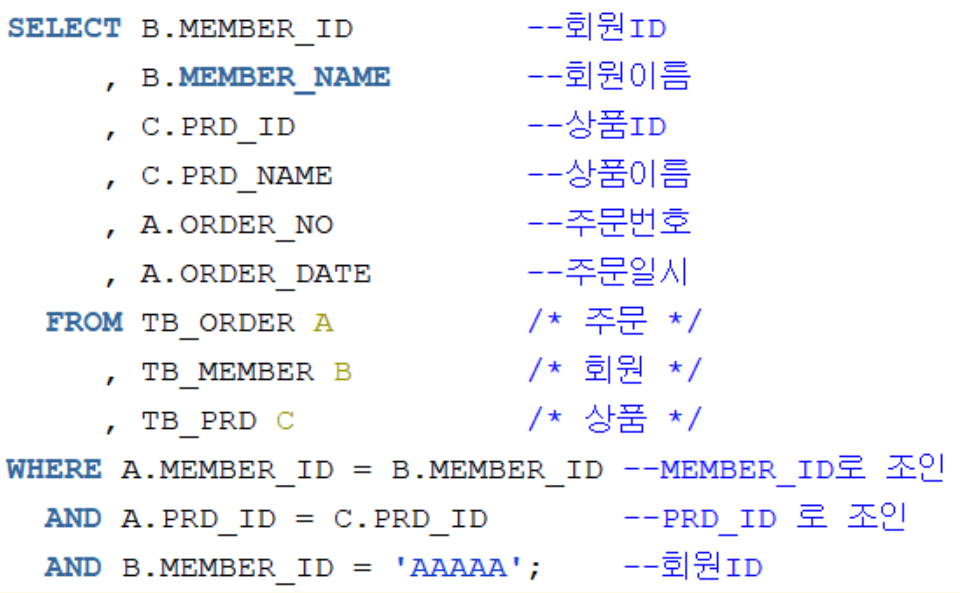 SELECT B.MEMBER_ID --회원ID
, B.MEMBER_NAME --회원이름
, C.PRD_ID --상품ID
, C.PRD_NAME --상품이름
, A.ORDER_NO --주문번호
, A.ORDER_DATE --주문일시
FROM TB_ORDER A /* 주문 */
, TB_MEMBER B /* 회원 */
, TB_PRD C /* 상품 */
WHERE A.MEMBER_ID = B.MEMBER_ID --MEMBER_ID로 조인
AND A.PRD_ID = C.PRD_ID --PRD_ID 로 조인
AND B.MEMBER_ID = 'AAAAA'; --회원ID